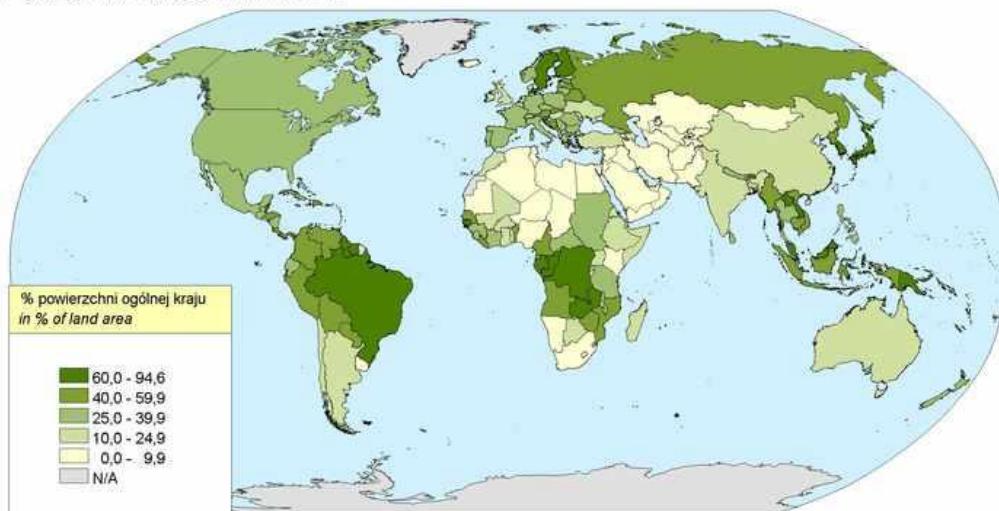 % powierzchni ogólnej kraju
in % of land area
60,0 - 94,6
40,0 - 59,9
25,0 - 39,9
10,0 - 24,9
0,0 - 9,9
N/A